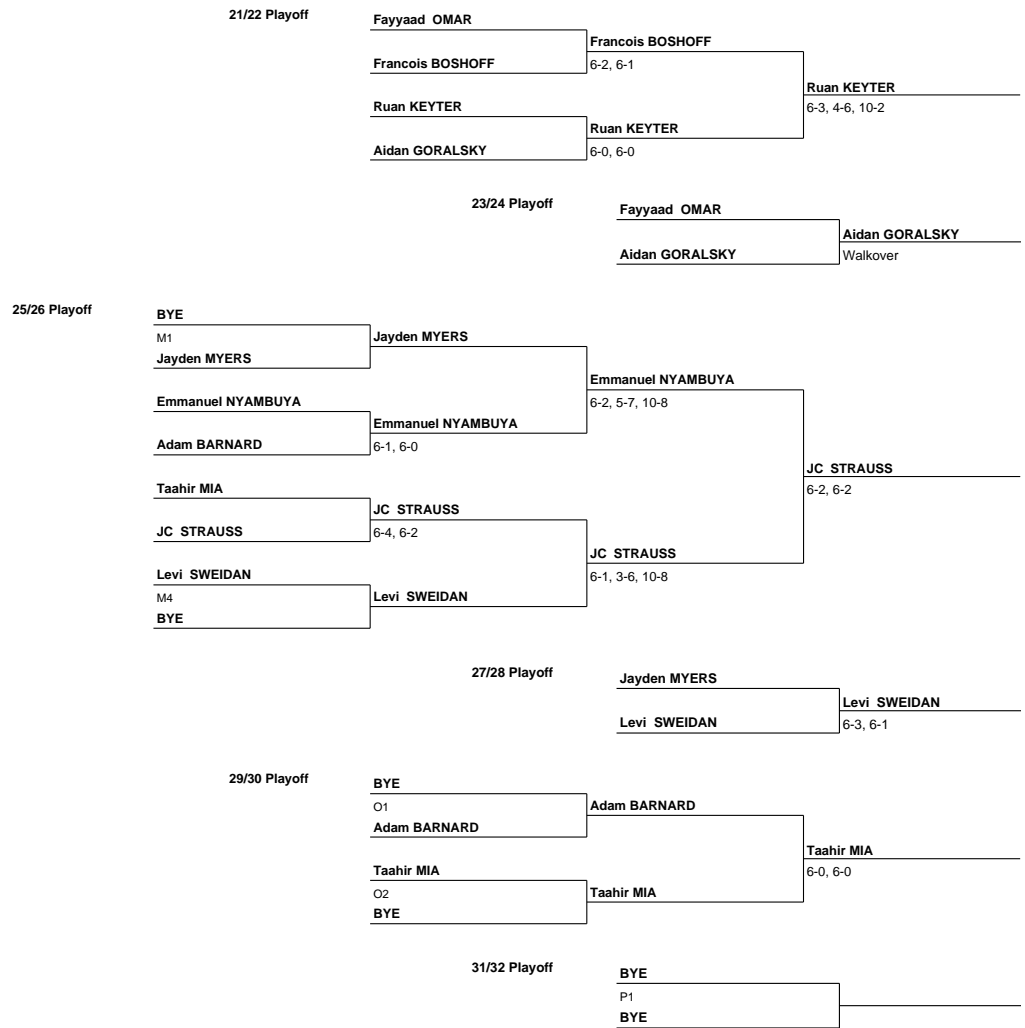 21/22 Playoff
Fayyaad OMAR
Francois BOSHOFF
Francois BOSHOFF
6-2, 6-1
Ruan KEYTER
6-3, 4-6, 10-2
Ruan KEYTER
Ruan KEYTER
Aidan GORALSKY
6-0, 6-0
23/24 Playoff
Fayyaad OMAR
Aidan GORALSKY
Aidan GORALSKY
Walkover
25/26 Playoff
BYE
M1
Jayden MYERS
Jayden MYERS
Emmanuel NYAMBUYA
6-2, 5-7, 10-8
Emmanuel NYAMBUYA
Emmanuel NYAMBUYA
Adam BARNARD
6-1, 6-0
JC STRAUSS
6-2, 6-2
Taahir MIA
JC STRAUSS
JC STRAUSS
6-4, 6-2
JC STRAUSS
6-1, 3-6, 10-8
Levi SWEIDAN
M4
Levi SWEIDAN
BYE
27/28 Playoff
Jayden MYERS
Levi SWEIDAN
Levi SWEIDAN
6-3, 6-1
29/30 Playoff
BYE
O1
Adam BARNARD
Adam BARNARD
Taahir MIA
6-0, 6-0
Taahir MIA
O2
Taahir MIA
BYE
31/32 Playoff
BYE
P1
BYE